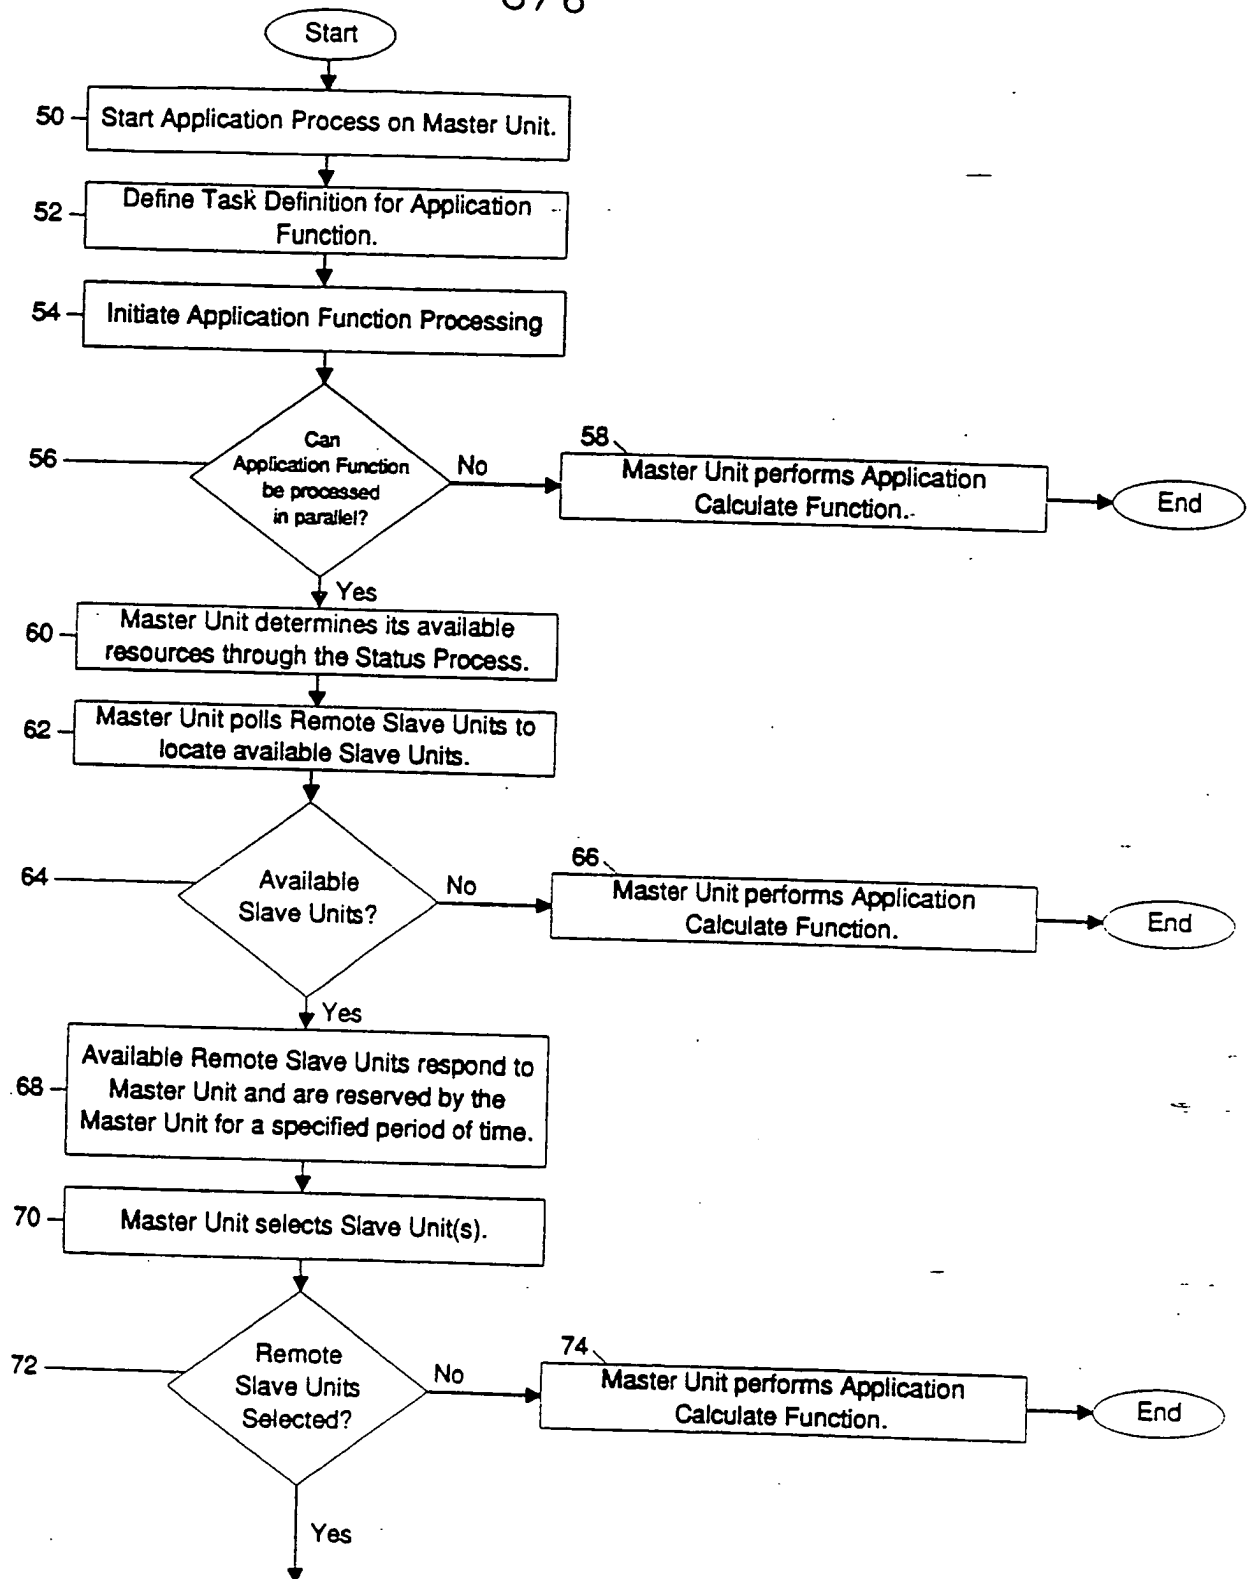 Start
50
Start Application Process on Master Unit.
52
Define Task Definition for Application
Function.
54
Initiate Application Function Processing
56
Can
Application Function
be processed
in parallel?
No
58
Master Unit performs Application
Calculate Function.
End
Yes
60
Master Unit determines its available
resources through the Status Process.
62
Master Unit polls Remote Slave Units to
locate available Slave Units.
64
Available
Slave Units?
No
66
Master Unit performs Application
Calculate Function.
End
Yes
68
Available Remote Slave Units respond to
Master Unit and are reserved by the
Master Unit for a specified period of time.
70
Master Unit selects Slave Unit(s).
72
Remote
Slave Units
Selected?
No
74
Master Unit performs Application
Calculate Function.
End
Yes